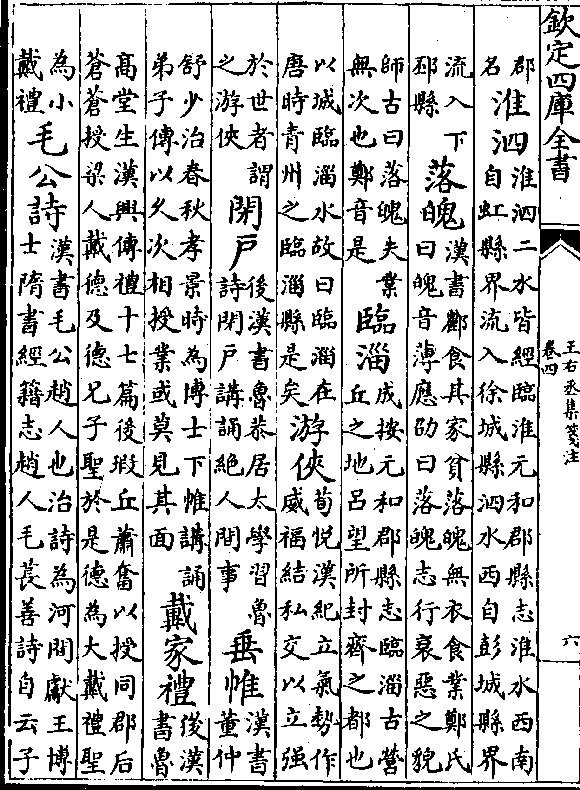 欽定四庫全書
王右丞集箋注
卷四
六
郡名淮泗淮泗二水皆經臨淮元和郡縣志淮水西南自虹縣界流入徐城縣泗水西自彭城縣界
流入下邳縣落魄漢書酈食其家貧落魄無衣食業鄭氏曰魄音薄應劭曰落魄志行衰惡之貌
師古曰落魄失業無次也鄭音是臨淄成按元和郡縣志臨淄古營丘之地呂望所封齊之都也
以城臨淄水故曰臨淄在唐時青州之臨淄縣是矣游俠荀悅漢紀立氣勢作威福結私交以立强
於世者謂之游俠閉戸後漢書魯恭居太學習魯詩閉戸講誦絶人間事垂帷漢書董仲
舒少治春秋孝景時為博士下帷講誦弟子傳以久次相授業或莫見其面戴家禮後漢書魯
高堂生漢興傳禮十七篇後瑕丘蕭奮以授同郡后蒼蒼授梁人戴德及德兄子聖於是德為大戴禮聖
為小戴禮毛公詩漢書毛公趙人也治詩為河間獻王博士隋書經籍志趙人毛萇善詩自云子